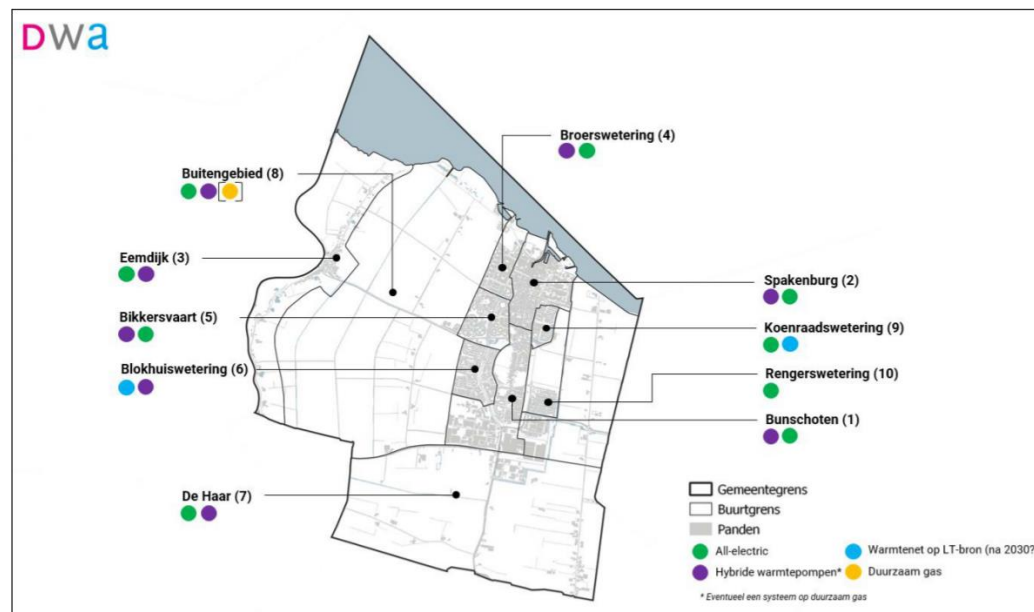 DWa
Broerswetering (4)
Buitengebied (8)
Eemdijk (3)
Spakenburg (2)
Bikkersvaart (5)
Koenraadswetering (9)
Blokhuiswetering (6)
Rengerswetering (10)
Bunschoten (1)
De Haar (7)
Gemeentegrens
Buurtgrens
Panden
All-electric
Warmtenet op LT-bron (na 2030?
Hybride warmtepompen*
Duurzaam gas
* Eventueel een systeem op duurzaam gas